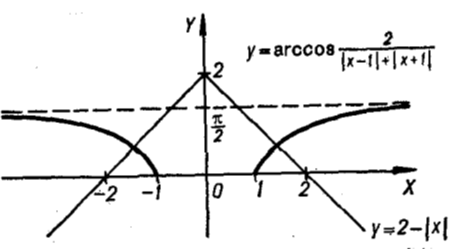 Y
y=arccos 2/(|x-1|+|x+1|)
2
π/2
-2 -1 0 1 2 X
y=2-|x|